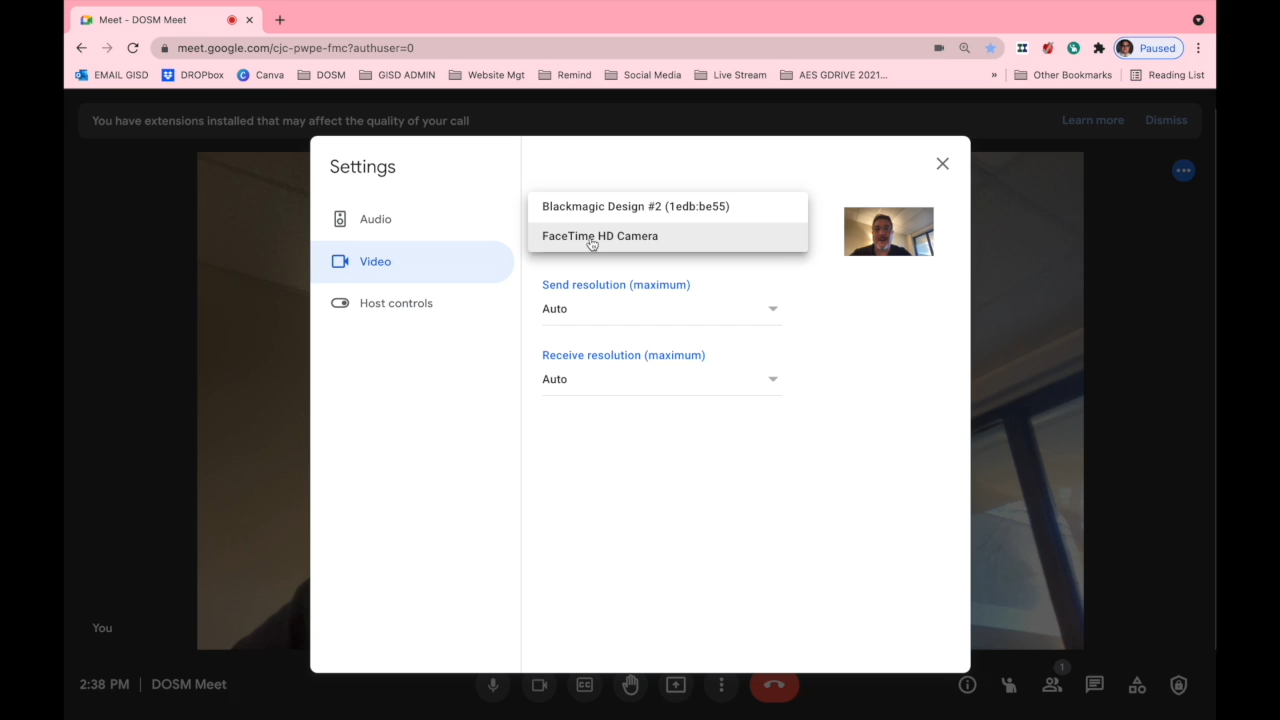 Meet - DOSM Meet
meet.google.com/cjc-pwpe-fmc?authuser=0
Paused
EMAIL GISD
DROPbox
Canva
DOSM
GISD ADMIN
Website Mgt
Remind
Social Media
Live Stream
AES GDRIVE 2021...
»
Other Bookmarks
Reading List
You have extensions installed that may affect the quality of your call
Learn more
Dismiss
Settings
Audio
Video
Host controls
Blackmagic Design #2 (1edb:be55)
FaceTime HD Camera
Send resolution (maximum)
Auto
Receive resolution (maximum)
Auto
You
2:38 PM | DOSM Meet
CC
1